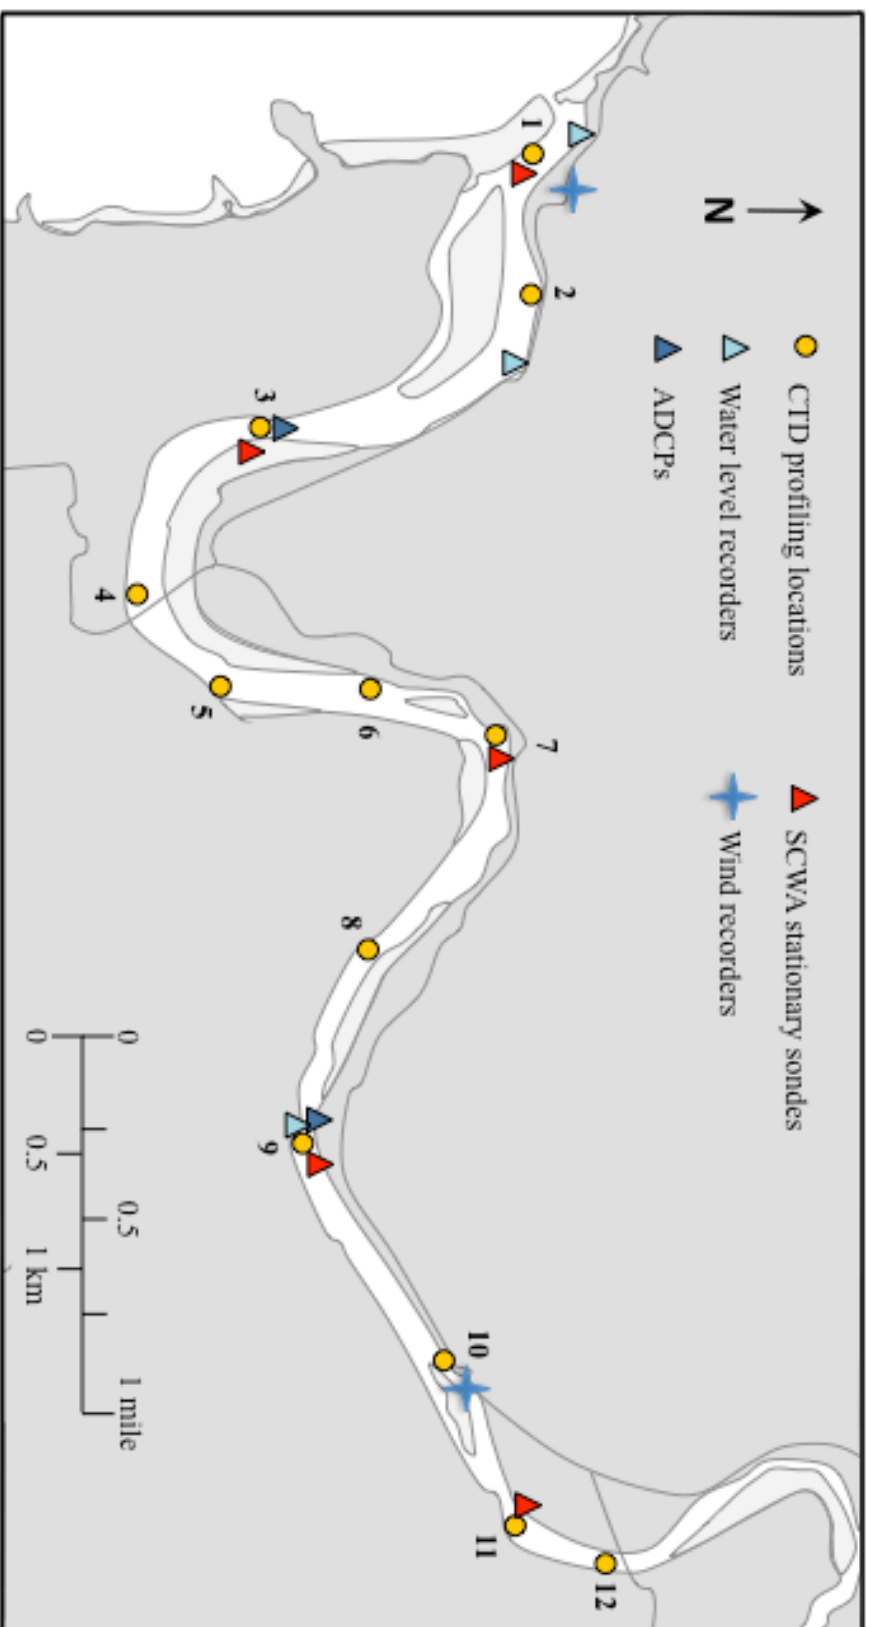 N
CTD profiling locations
Water level recorders
ADCPs
SCWA stationary sondes
Wind recorders
1
2
3
4
5
6
7
8
9
10
11
12
0 0.5 1 mile
0 0.5 1 km